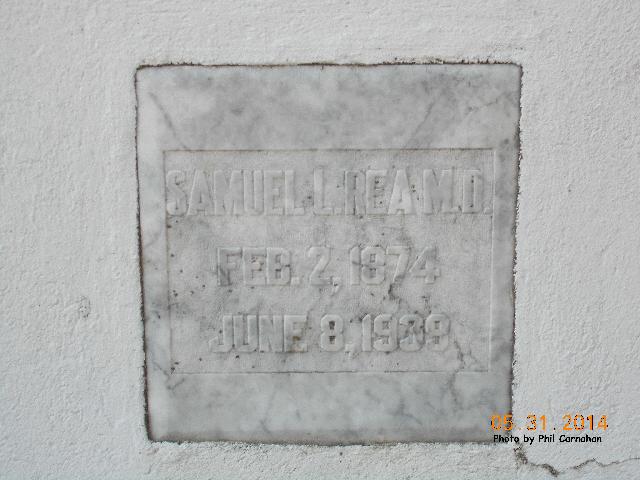 SAMUEL L. REA M.D.
FEB. 2, 1874
JUNE 8, 1939
05.31.2014
Photo by Phil Carnahan